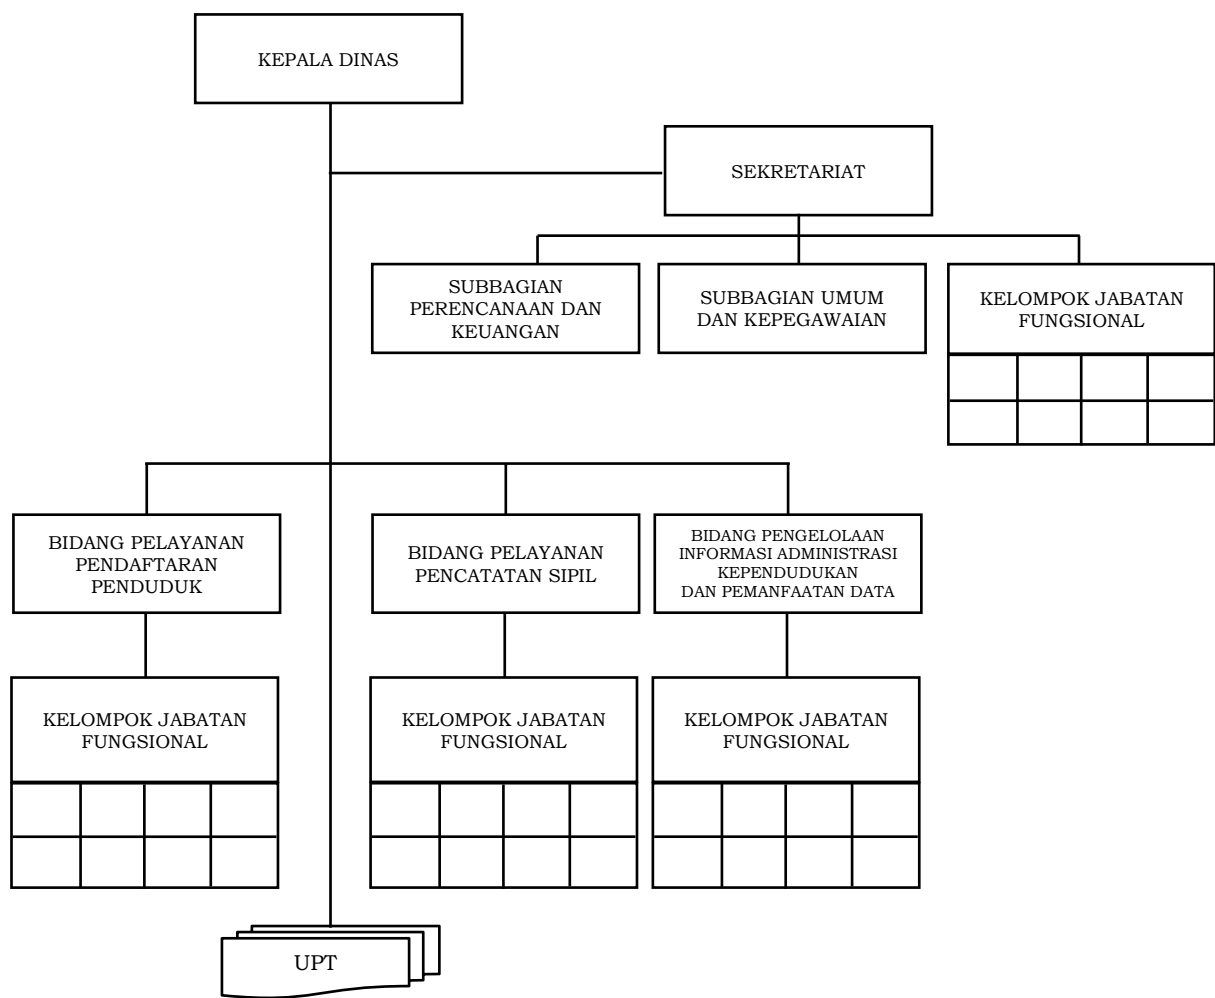 KEPALA DINAS
SEKRETARIAT
SUBBAGIAN
PERENCANAAN DAN
KEUANGAN
SUBBAGIAN UMUM
DAN KEPEGAWAIAN
KELOMPOK JABATAN
FUNGSIONAL
BIDANG PELAYANAN
PENDAFTARAN
PENDUDUK
BIDANG PELAYANAN
PENCATATAN SIPIL
BIDANG PENGELOLAAN
INFORMASI ADMINISTRASI
KEPENDUDUKAN
DAN PEMANFAATAN DATA
KELOMPOK JABATAN
FUNGSIONAL
KELOMPOK JABATAN
FUNGSIONAL
KELOMPOK JABATAN
FUNGSIONAL
UPT